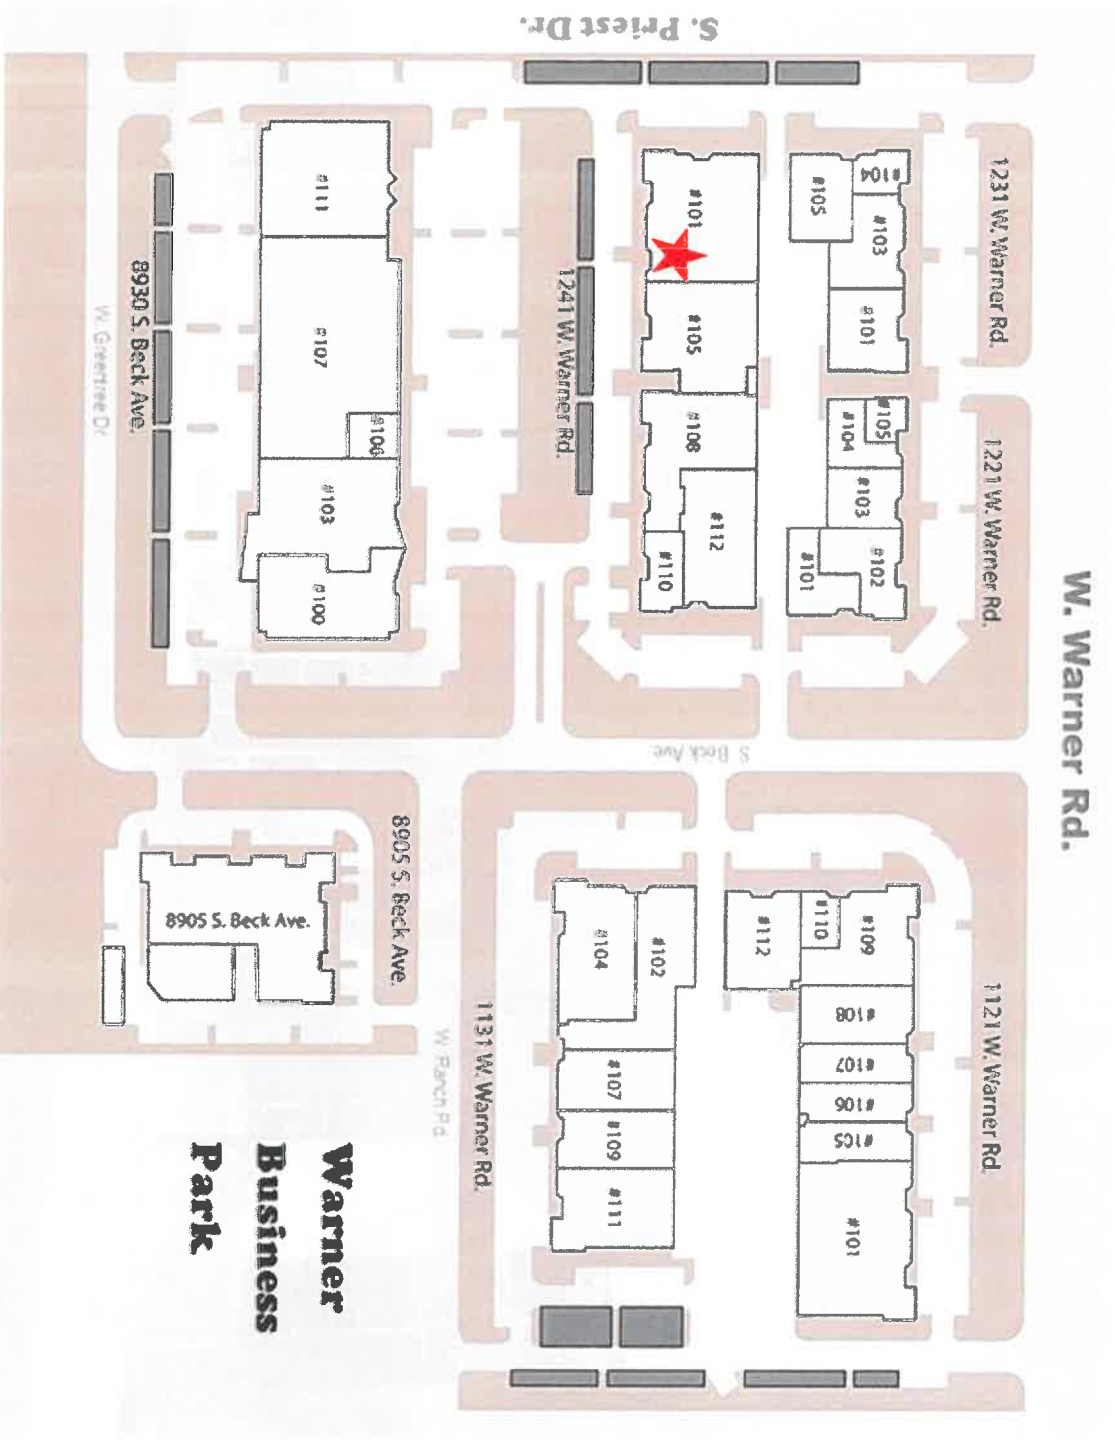 S. Priest Dr.
W. Warner Rd.
1231 W. Warner Rd.
#104
#105
#103
#101
1221 W. Warner Rd.
#105
#104
#103
#102
#101
1241 W. Warner Rd.
#101
#105
#108
#112
#110
8930 S. Beck Ave.
#111
#107
#106
#103
#100
W. Greentree Dr.
S. Beck Ave.
8905 S. Beck Ave.
8905 S. Beck Ave.
W. Ranch Rd.
1131 W. Warner Rd.
#102
#104
#107
#109
#111
1121 W. Warner Rd.
#109
#110
#112
#108
#107
#106
#105
#101
Warner
Business
Park